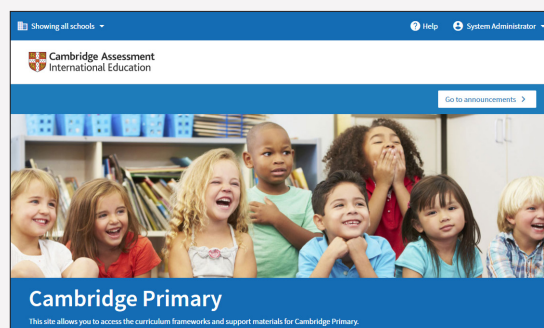 Showing all schools
Help
System Administrator
Cambridge Assessment
International Education
Go to announcements
Cambridge Primary
This site allows you to access the curriculum frameworks and support materials for Cambridge Primary.